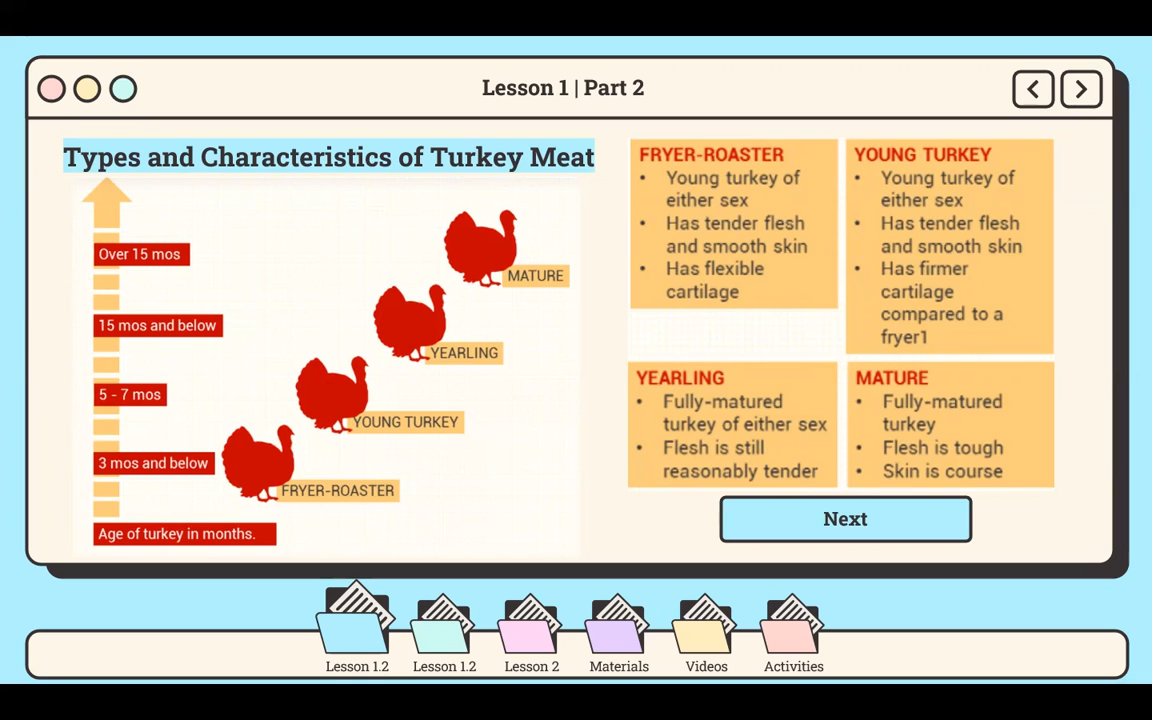 Lesson 1 | Part 2
Types and Characteristics of Turkey Meat
Over 15 mos
15 mos and below
5 - 7 mos
3 mos and below
Age of turkey in months.
MATURE
YEARLING
YOUNG TURKEY
FRYER-ROASTER
FRYER-ROASTER
• Young turkey of
either sex
• Has tender flesh
and smooth skin
• Has flexible
cartilage
YOUNG TURKEY
• Young turkey of
either sex
• Has tender flesh
and smooth skin
• Has firmer
cartilage
compared to a
fryer1
YEARLING
• Fully-matured
turkey of either sex
• Flesh is still
reasonably tender
MATURE
• Fully-matured
turkey
• Flesh is tough
• Skin is course
Next
Lesson 1.2
Lesson 1.2
Lesson 2
Materials
Videos
Activities